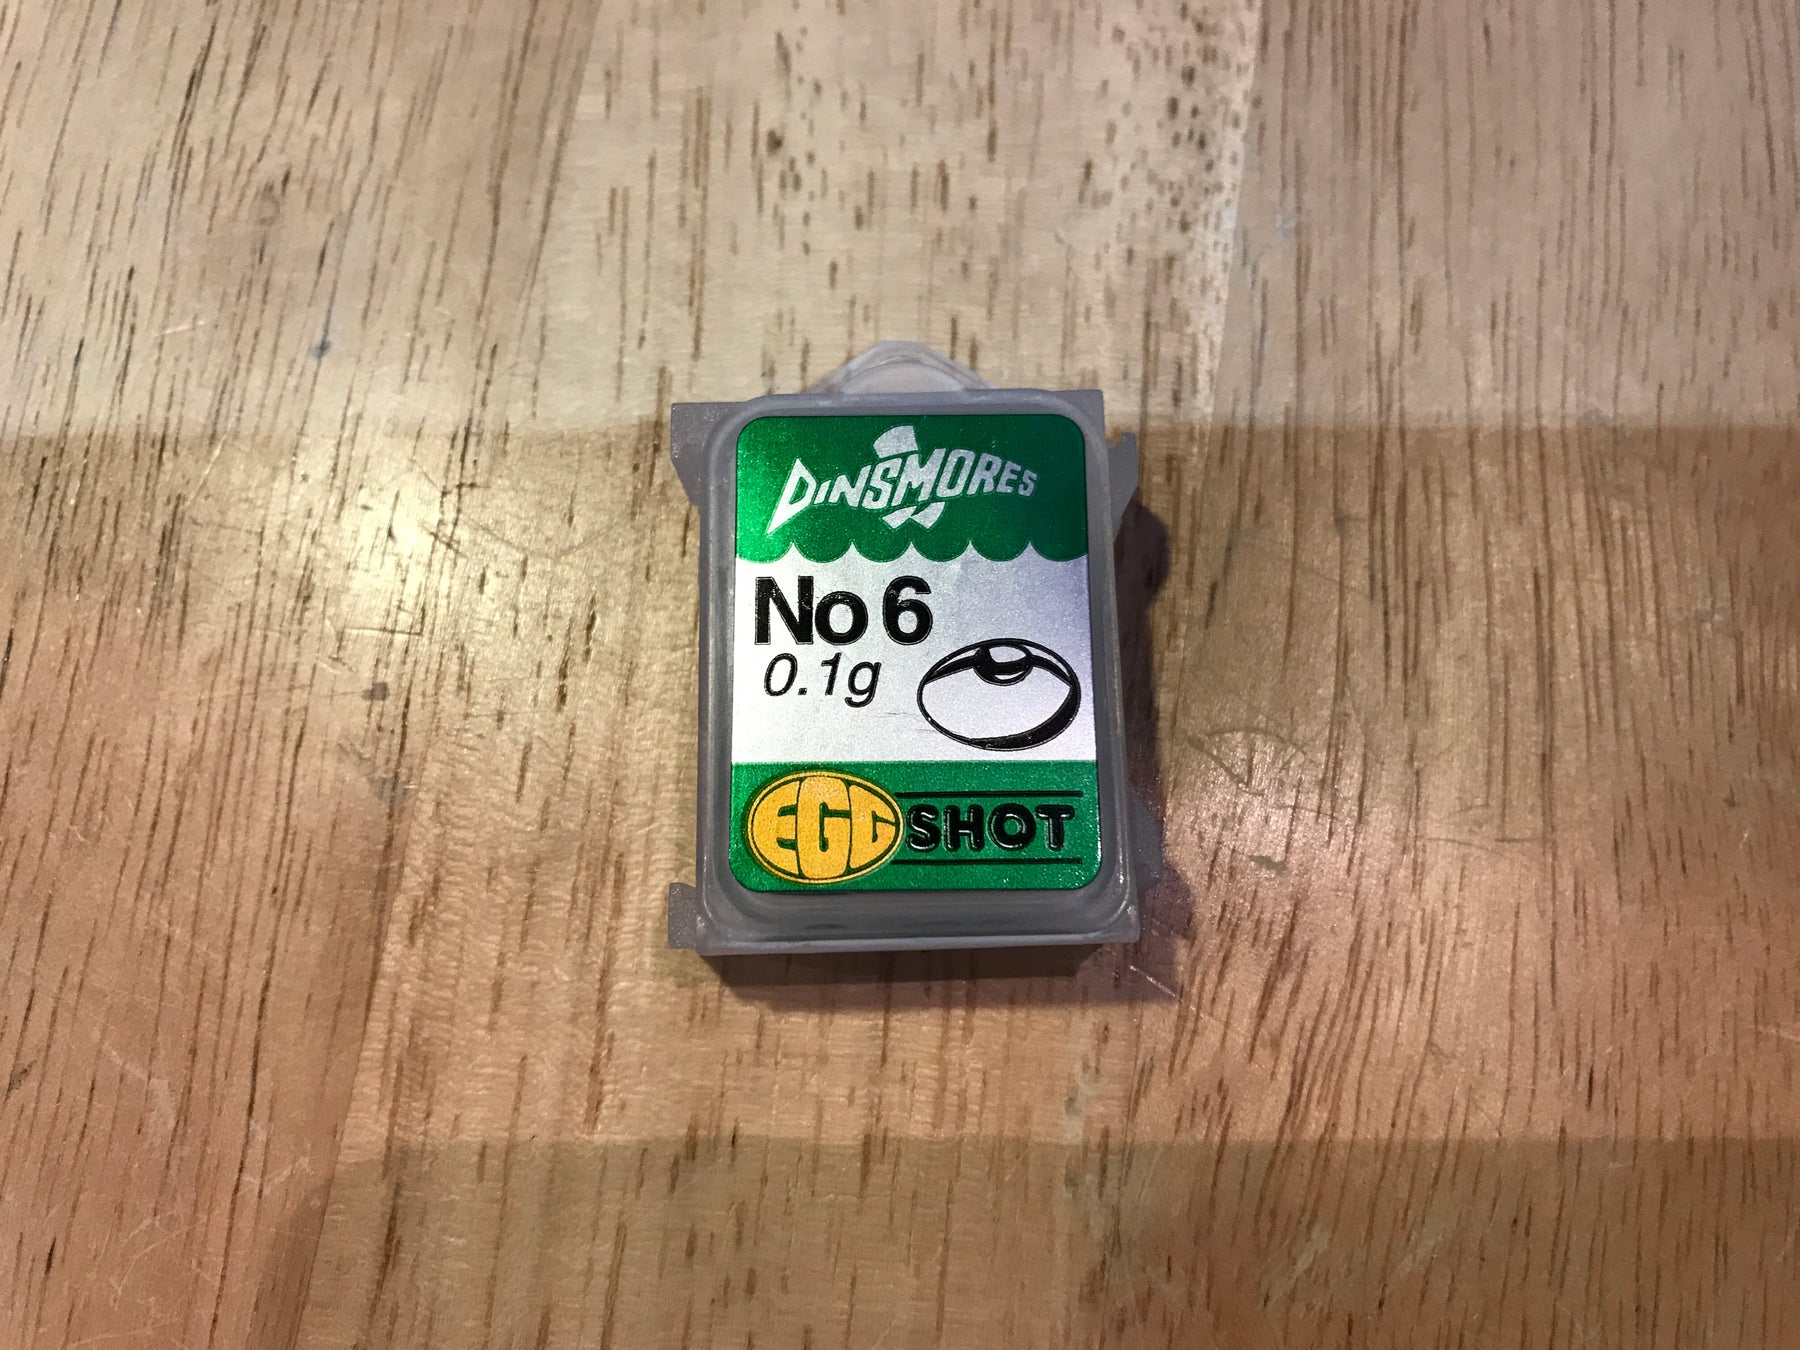 DINSMORES
No 6
0.1g
EGG SHOT